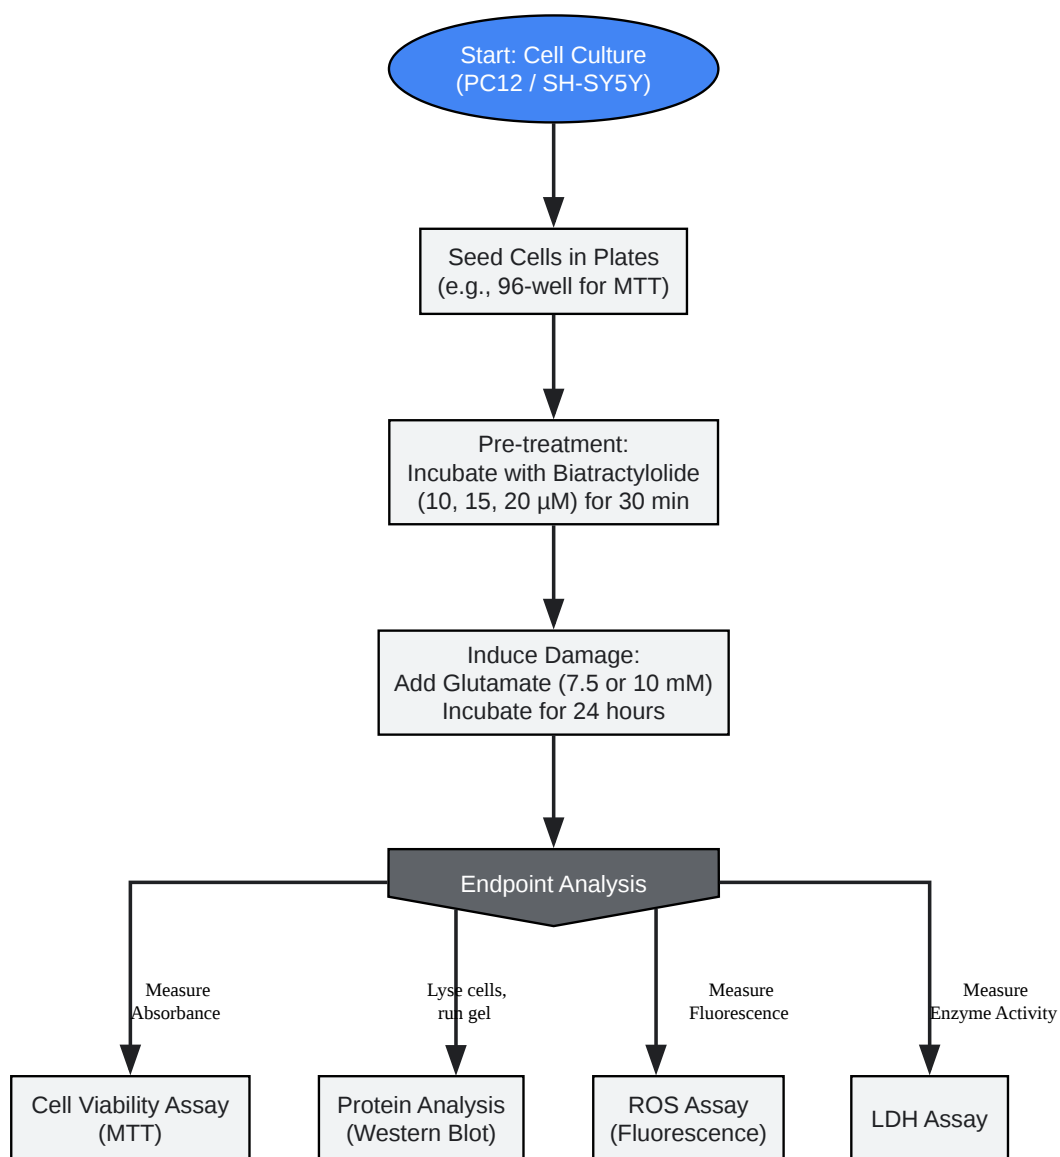 Start: Cell Culture
(PC12 / SH-SY5Y)
Seed Cells in Plates
(e.g., 96-well for MTT)
Pre-treatment:
Incubate with Biatractylolide
(10, 15, 20 µM) for 30 min
Induce Damage:
Add Glutamate (7.5 or 10 mM)
Incubate for 24 hours
Endpoint Analysis
Measure
Absorbance
Lyse cells,
run gel
Measure
Fluorescence
Measure
Enzyme Activity
Cell Viability Assay
(MTT)
Protein Analysis
(Western Blot)
ROS Assay
(Fluorescence)
LDH Assay